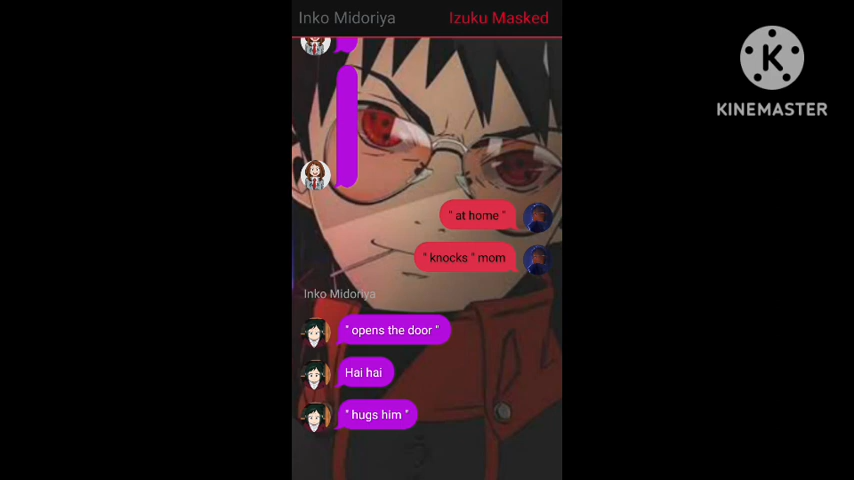 Inko Midoriya
Izuku Masked
KINEMASTER
" at home "
" knocks " mom
Inko Midoriya
" opens the door "
Hai hai
" hugs him "